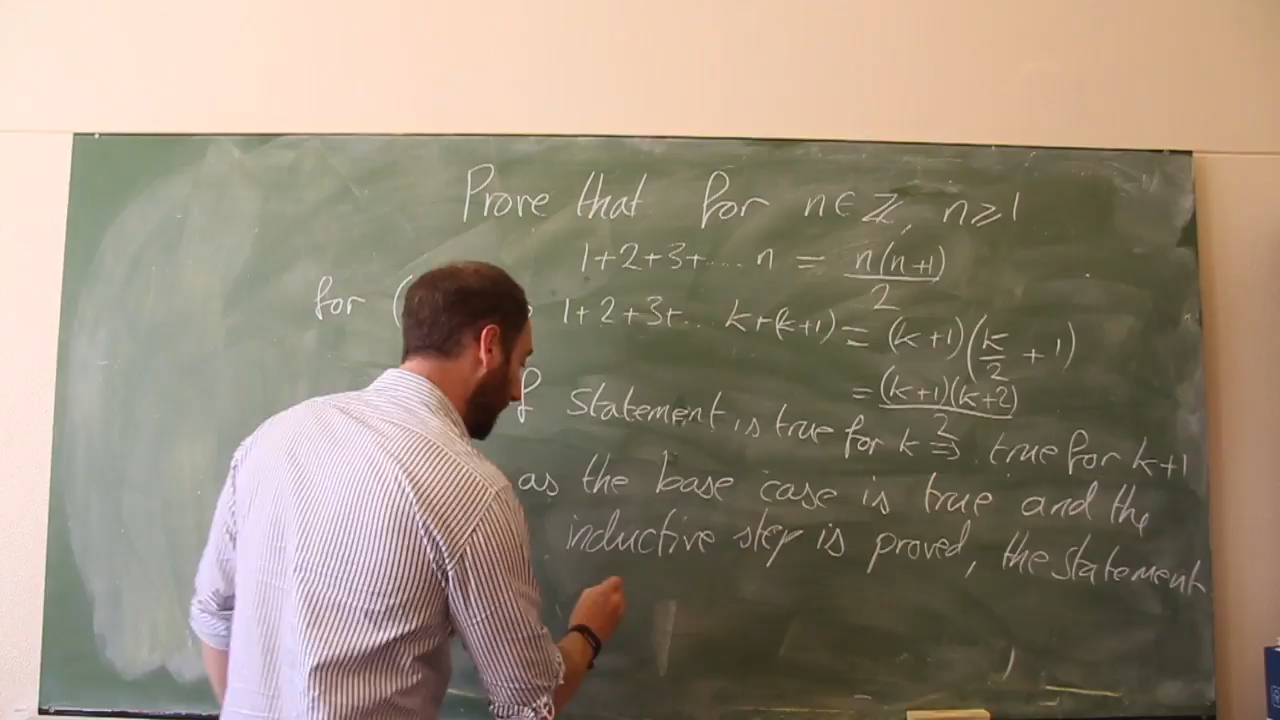 Prove that for n ∈ ℤ, n ≥ 1
1+2+3+.... n = n(n+1)/2
for ( 1+2+3+... k+(k+1) = (k+1)(k/2 + 1)
= (k+1)(k+2)/2
statement is true for k ⇒ true for k+1
as the base case is true and the
inductive step is proved, the statement